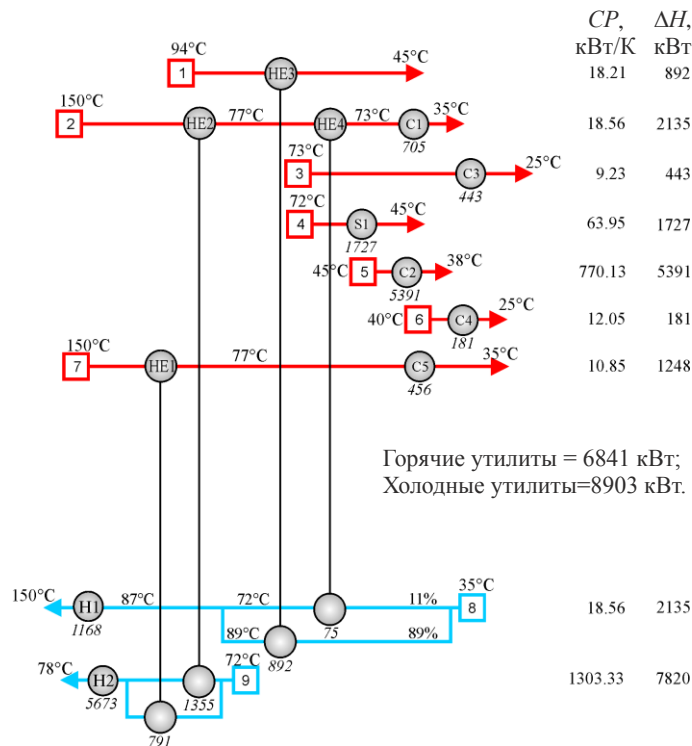 CP, ΔH,
кВт/К кВт
94°C 45°C
1 HE3 18.21 892
150°C 77°C 73°C 35°C
2 HE2 HE4 C1 18.56 2135
705
73°C 25°C
3 C3 9.23 443
443
72°C 45°C
4 S1 63.95 1727
1727
45°C 5 C2 38°C 770.13 5391
5391
40°C 6 C4 25°C 12.05 181
181
150°C 77°C 35°C
7 HE1 C5 10.85 1248
456
Горячие утилиты = 6841 кВт;
Холодные утилиты=8903 кВт.
150°C 87°C 72°C 11% 35°C
H1 8 18.56 2135
1168 75
89°C 89%
892
78°C 72°C
H2 9 1303.33 7820
5673 1355
791